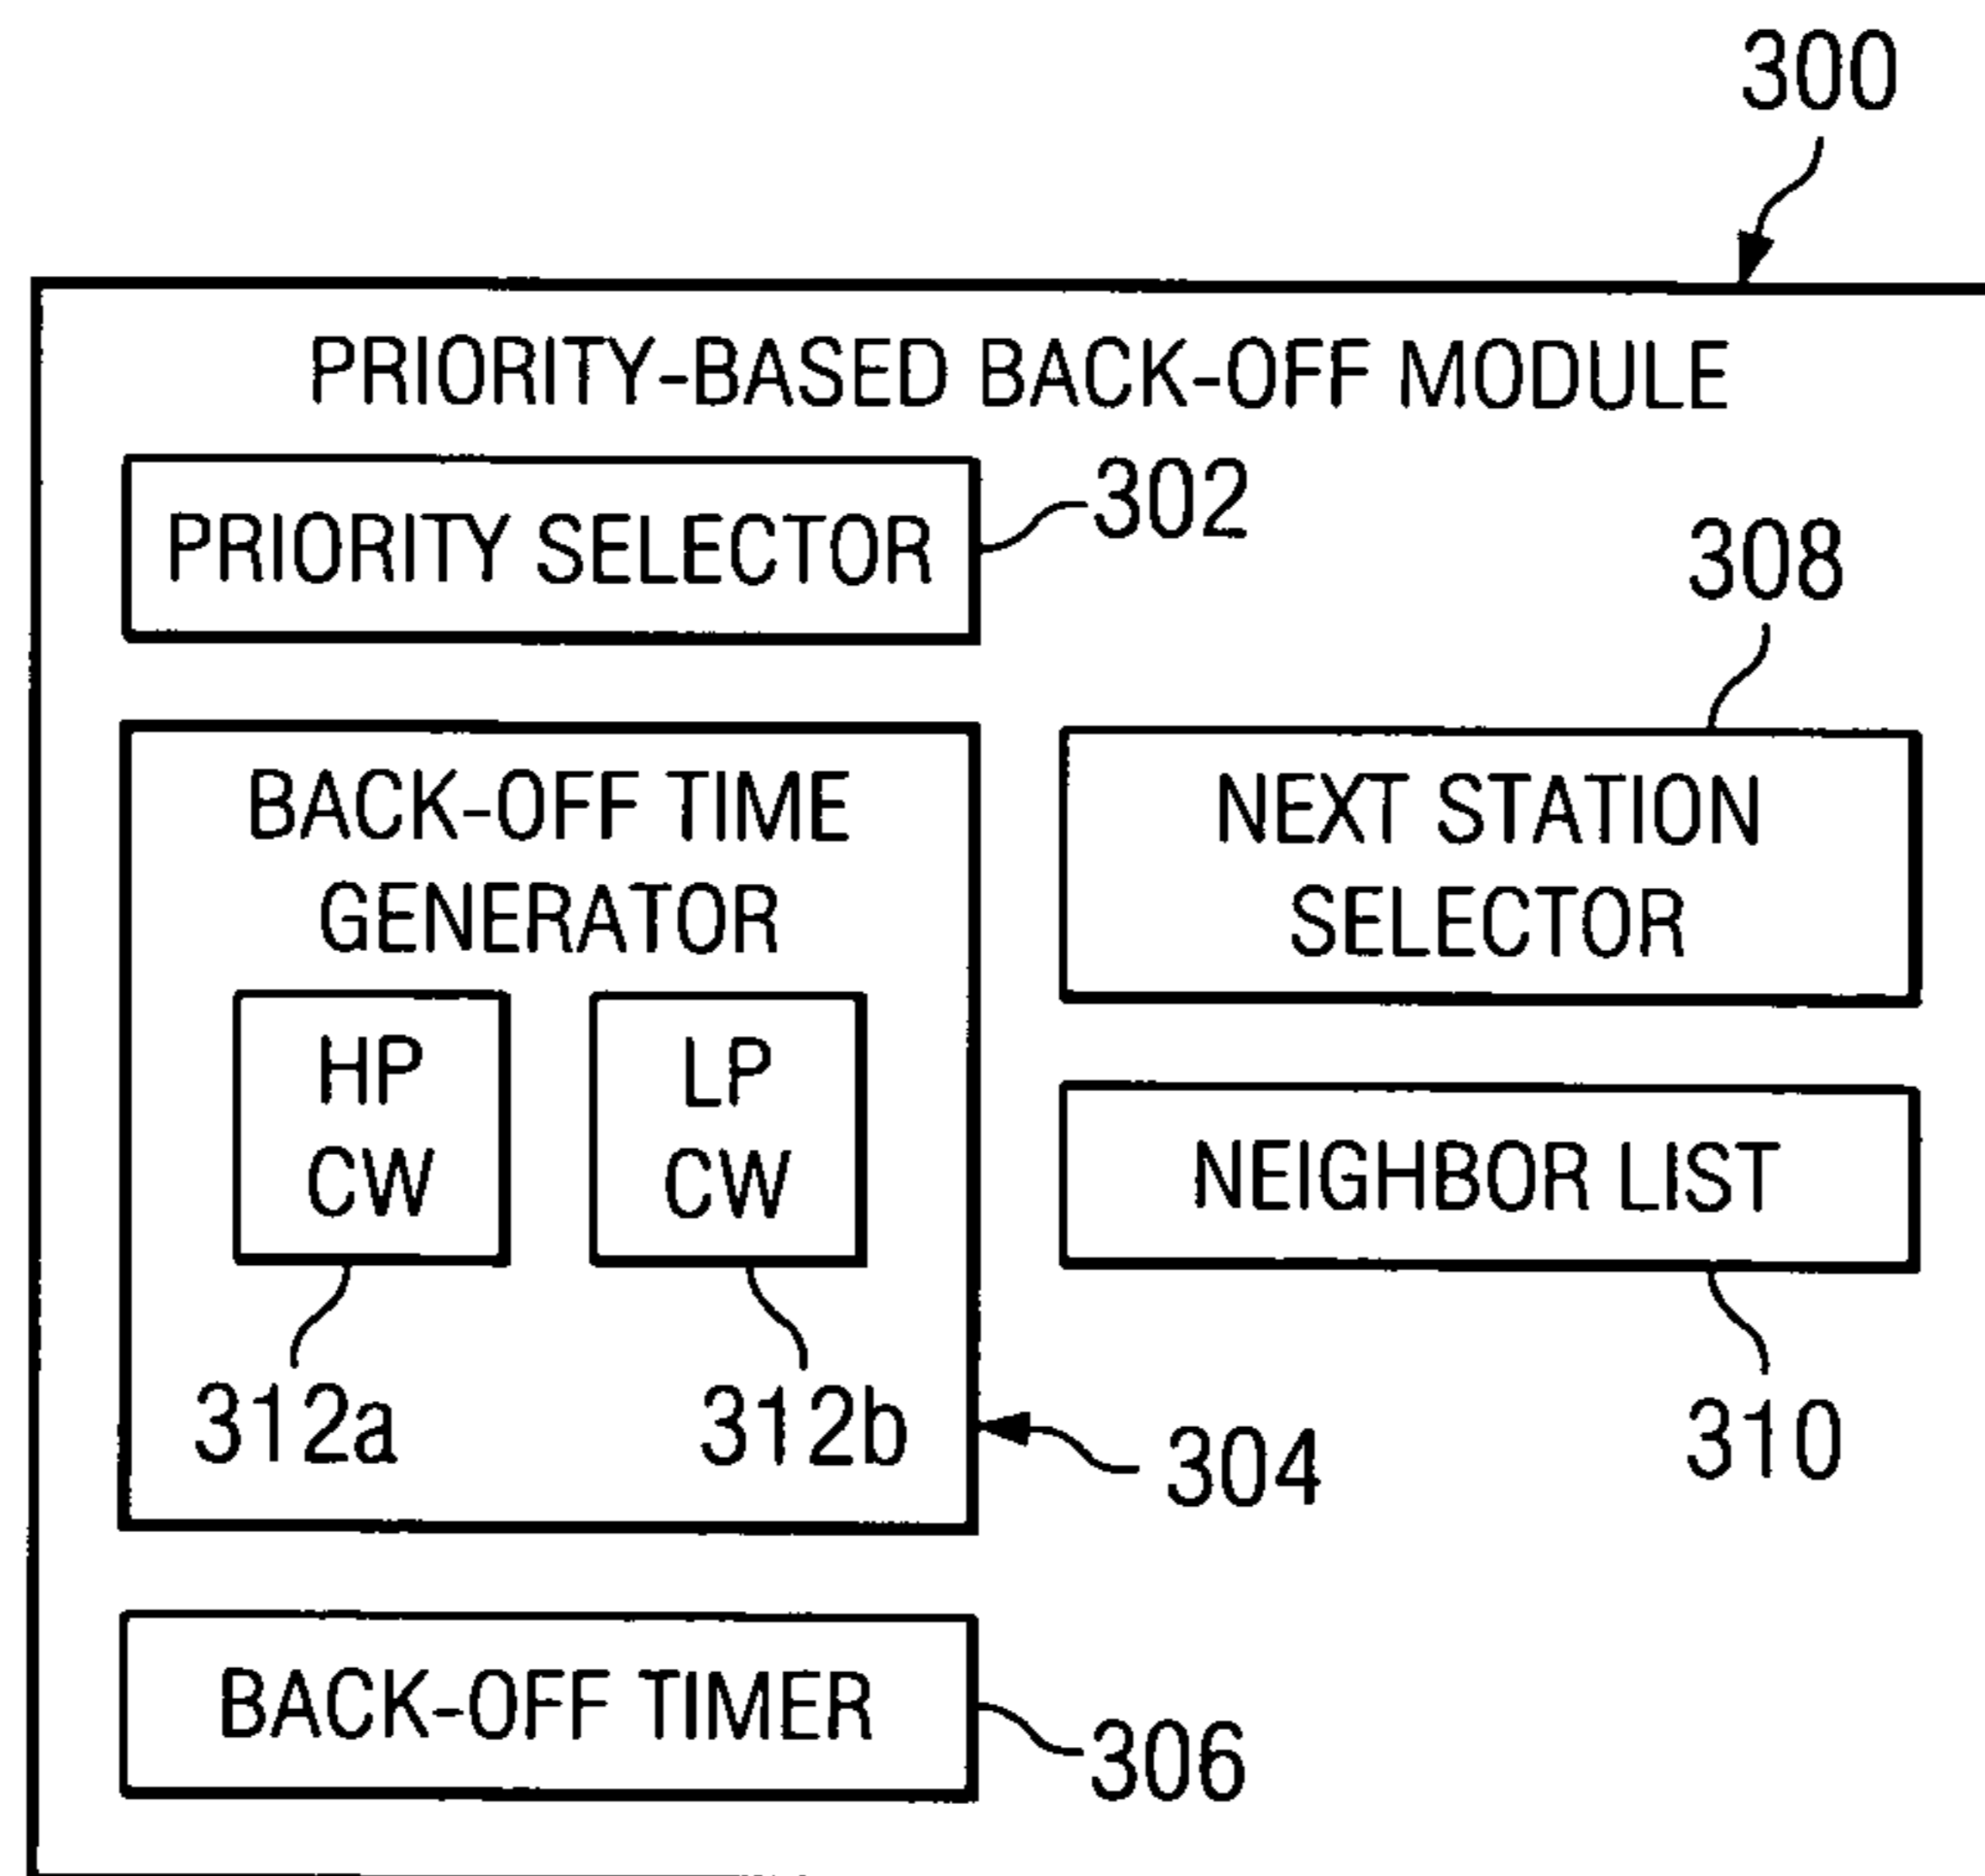 300
PRIORITY-BASED BACK-OFF MODULE
PRIORITY SELECTOR
302
308
BACK-OFF TIME
GENERATOR
HP
CW
LP
CW
312a
312b
304
NEXT STATION
SELECTOR
NEIGHBOR LIST
310
BACK-OFF TIMER
306